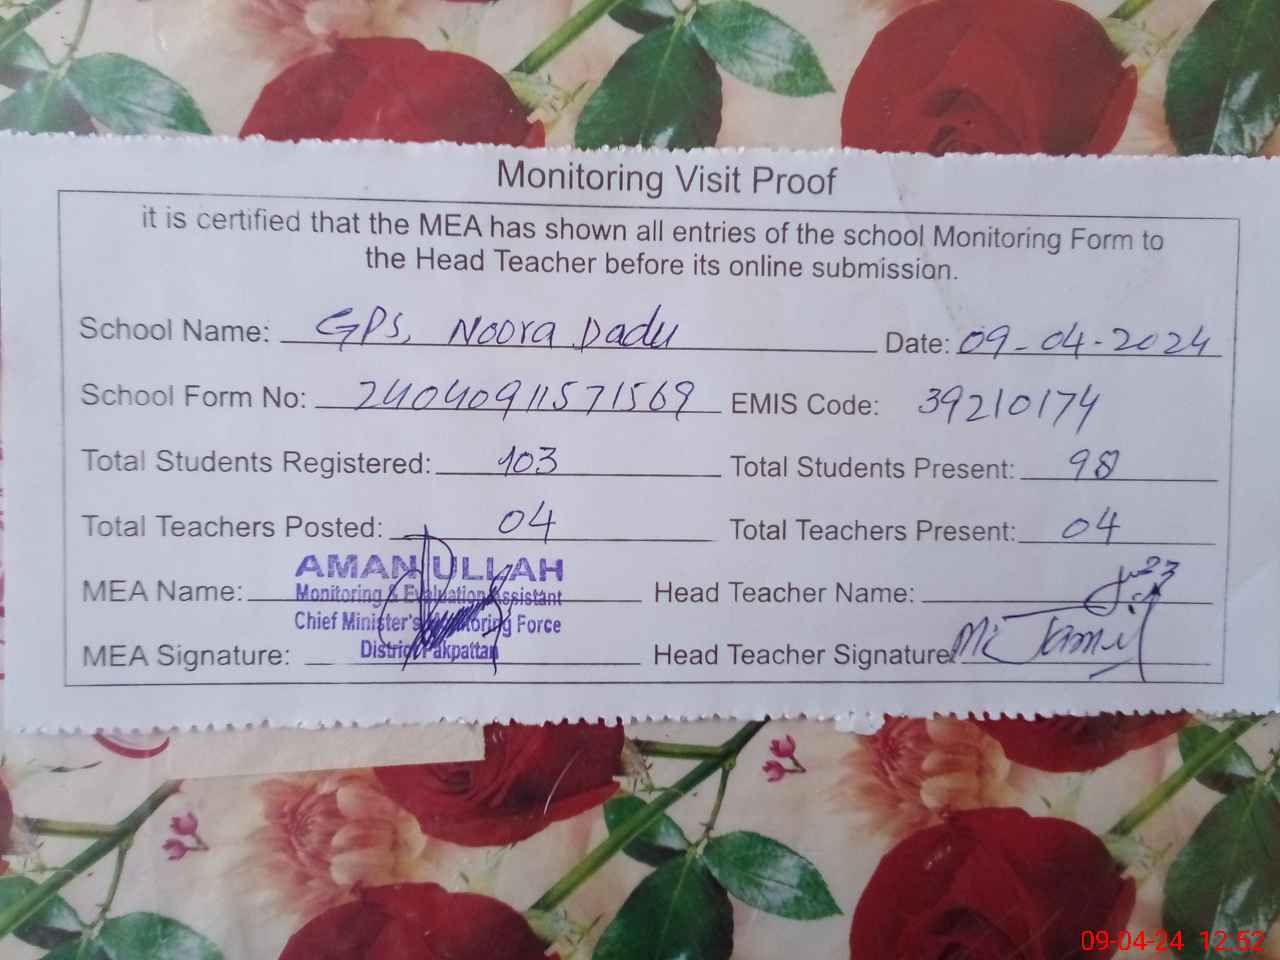 Monitoring Visit Proof
it is certified that the MEA has shown all entries of the school Monitoring Form to
the Head Teacher before its online submission.
School Name: GPS, Noora Dadu Date: 09-04-2024
School Form No: 24040911571569 EMIS Code: 39210174
Total Students Registered: 103 Total Students Present: 98
Total Teachers Posted: 04 Total Teachers Present: 04
AMAN ULLAH
MEA Name: Monitoring & Evaluation Assistant Head Teacher Name:
Chief Minister's Monitoring Force
MEA Signature: District Pakpattan Head Teacher Signature
09-04-24 12:52